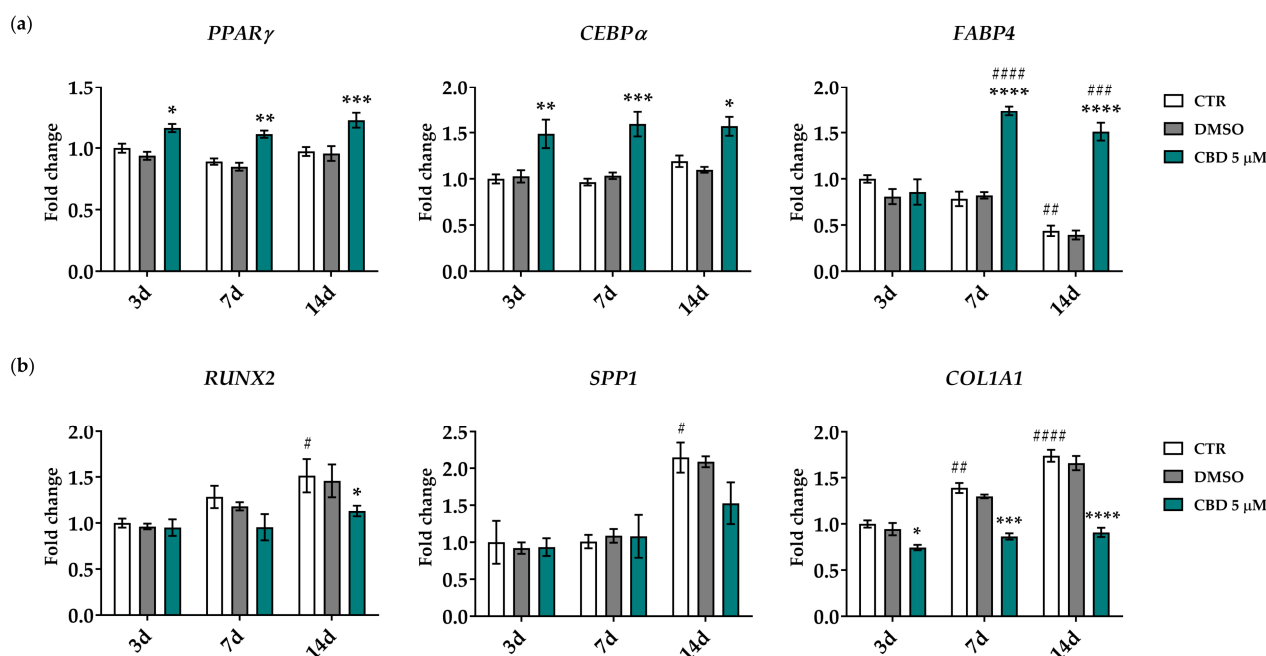 (a)
PPARγ
CEBPα
FABP4
Fold change
1.5
1.0
0.5
0.0
*
**
***
3d
7d
14d
Fold change
2.0
1.5
1.0
0.5
0.0
**
***
*
3d
7d
14d
Fold change
2.0
1.5
1.0
0.5
0.0
####
****
##
###
****
3d
7d
14d
CTR
DMSO
CBD 5 μM
(b)
RUNX2
SPP1
COL1A1
Fold change
2.0
1.5
1.0
0.5
0.0
#
*
3d
7d
14d
Fold change
2.5
2.0
1.5
1.0
0.5
0.0
#
3d
7d
14d
Fold change
2.0
1.5
1.0
0.5
0.0
*
##
***
####
****
3d
7d
14d
CTR
DMSO
CBD 5 μM